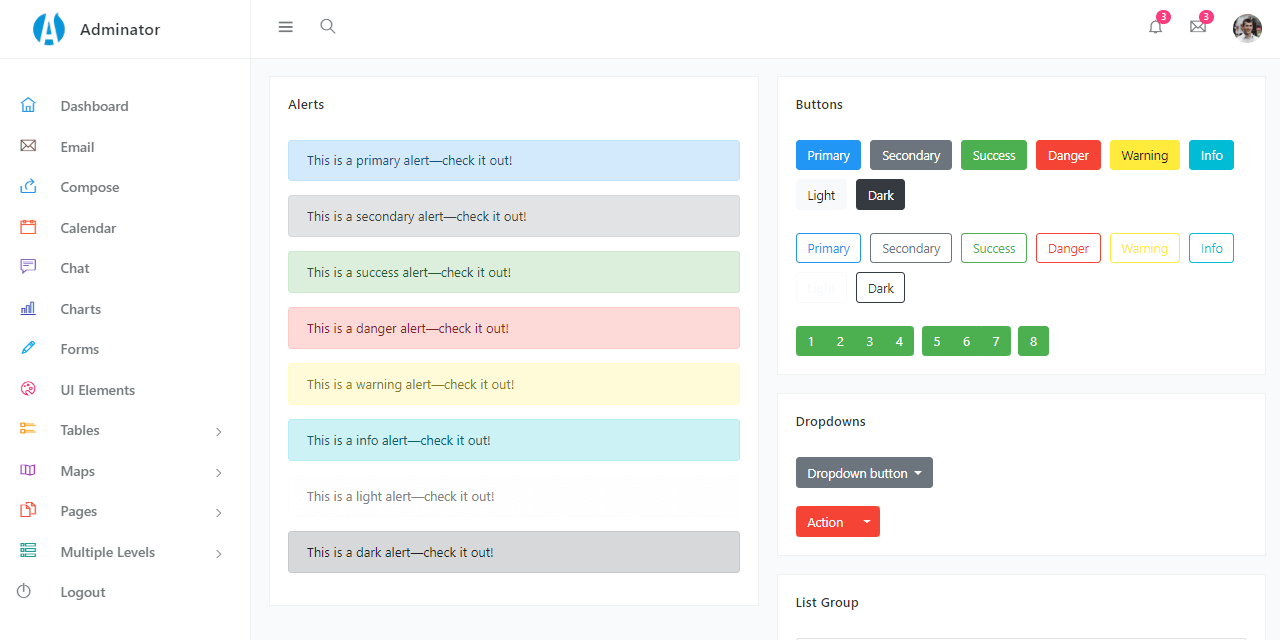 Adminator
3
3
Dashboard
Email
Compose
Calendar
Chat
Charts
Forms
UI Elements
Tables
Maps
Pages
Multiple Levels
Logout
Alerts
This is a primary alert—check it out!
This is a secondary alert—check it out!
This is a success alert—check it out!
This is a danger alert—check it out!
This is a warning alert—check it out!
This is a info alert—check it out!
This is a light alert—check it out!
This is a dark alert—check it out!
Buttons
Primary Secondary Success Danger Warning Info
Light Dark
Primary Secondary Success Danger Warning Info
Light Dark
1 2 3 4 5 6 7 8
Dropdowns
Dropdown button
Action
List Group